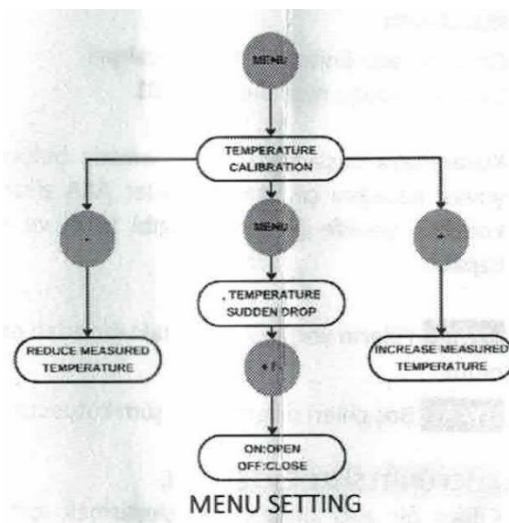 MENU
TEMPERATURE
CALIBRATION
-
MENU
+
, TEMPERATURE
SUDDEN DROP
REDUCE MEASURED
TEMPERATURE
+/-
INCREASE MEASURED
TEMPERATURE
ON:OPEN
OFF:CLOSE
MENU SETTING